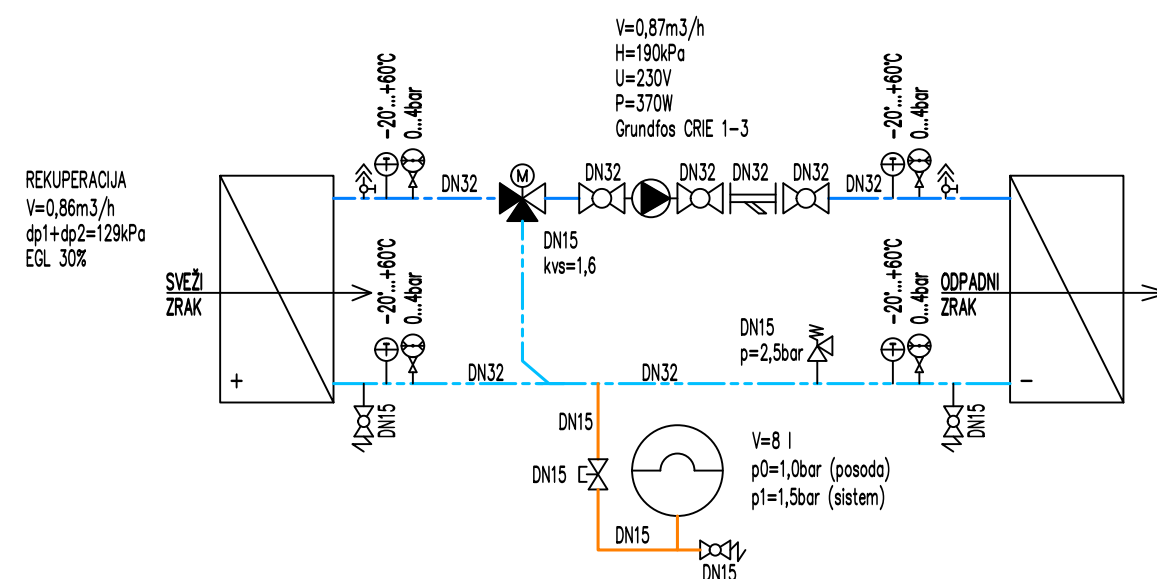 V=0,87m3/h
H=190kPa
U=230V
P=370W
Grundfos CRIE 1-3
-20°...+60°C
0...4bar
-20°...+60°C
0...4bar
REKUPERACIJA
V=0,86m3/h
dp1+dp2=129kPa
EGL 30%
DN32
M
DN32
DN32
DN32
DN32
DN32
DN15
kvs=1,6
SVEŽI
ZRAK
-20°...+60°C
0...4bar
-20°...+60°C
0...4bar
ODPADNI
ZRAK
DN15
p=2,5bar
+
DN32
DN32
-
DN15
DN15
DN15
DN15
V=8 l
p0=1,0bar (posoda)
p1=1,5bar (sistem)
DN15
DN15